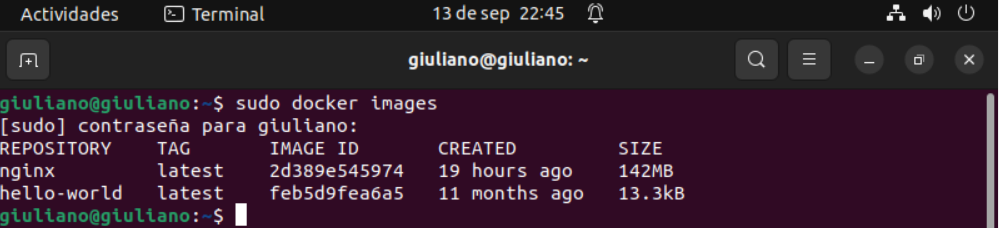 Actividades Terminal 13 de sep 22:45
giuliano@giuliano: ~
giuliano@giuliano:~$ sudo docker images
[sudo] contraseña para giuliano:
REPOSITORY TAG IMAGE ID CREATED SIZE
nginx latest 2d389e545974 19 hours ago 142MB
hello-world latest feb5d9fea6a5 11 months ago 13.3kB
giuliano@giuliano:~$